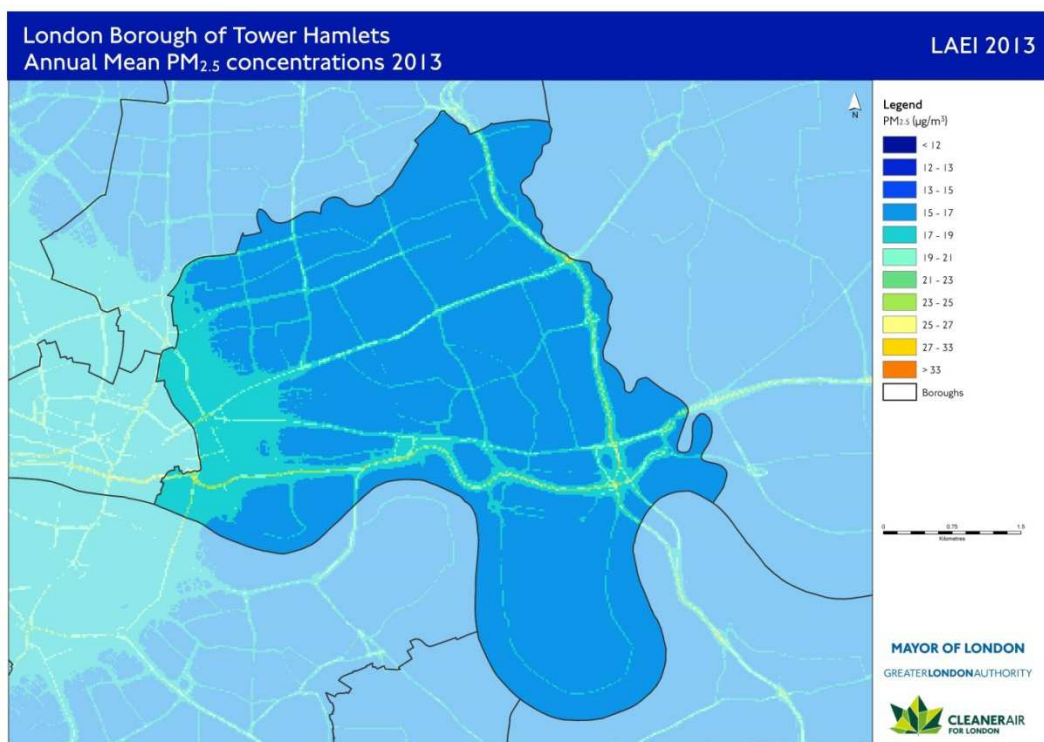 London Borough of Tower Hamlets
Annual Mean PM2.5 concentrations 2013
LAEI 2013
N
Legend
PM2.5 (µg/m³)
< 12
12 - 13
13 - 15
15 - 17
17 - 19
19 - 21
21 - 23
23 - 25
25 - 27
27 - 33
> 33
Boroughs
0 0.75 1.5
Kilometres
MAYOR OF LONDON
GREATERLONDONAUTHORITY
CLEANERAIR
FOR LONDON